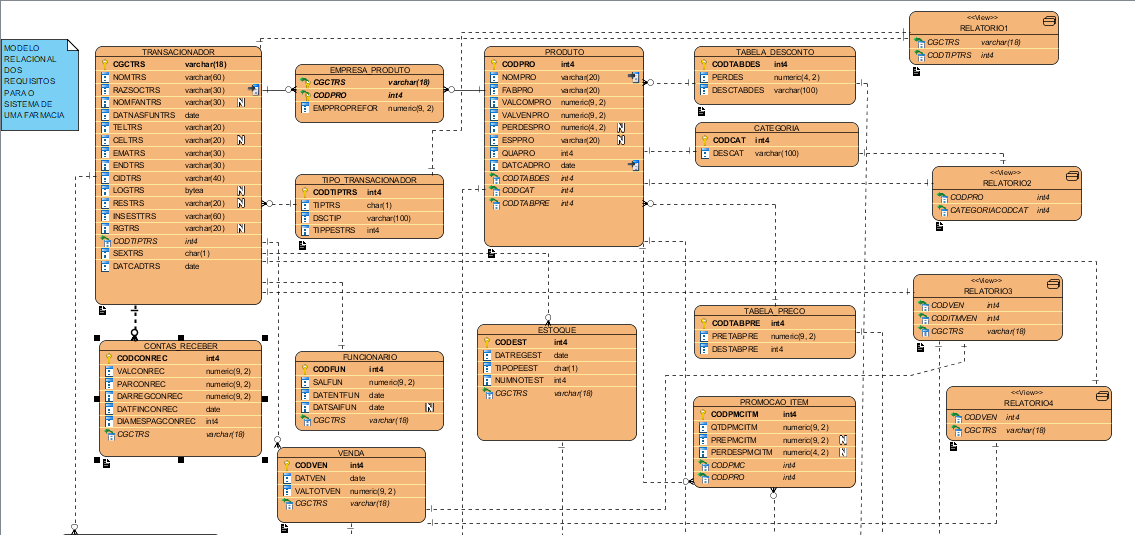 MODELO
RELACIONAL
DOS
REQUISITOS
PARA O
SISTEMA DE
UMA FARMACIA
TRANSACIONADOR
CGCTRS varchar(18)
NOMTRS varchar(60)
RAZSOCTRS varchar(30)
NOMFANTRS varchar(30) N
DATNASFUNTRS date
TELTRS varchar(20)
CELTRS varchar(20) N
EMATRS varchar(30)
ENDTRS varchar(30)
CIDTRS varchar(40)
LOGTRS bytea N
RESTRS varchar(20) N
INSESTTRS varchar(60)
RGTRS varchar(20) N
CODTIPTRS int4
SEXTRS char(1)
DATCADTRS date
EMPRESA_PRODUTO
CGCTRS varchar(18)
CODPRO int4
EMPPROPREFOR numeric(9, 2)
TIPO_TRANSACIONADOR
CODTIPTRS int4
TIPTRS char(1)
DSCTIP varchar(100)
TIPPESTRS int4
PRODUTO
CODPRO int4
NOMPRO varchar(20)
FABPRO varchar(20)
VALCOMPRO numeric(9, 2)
VALVENPRO numeric(9, 2)
PERDESPRO numeric(4, 2) N
ESPPRO varchar(20) N
QUAPRO int4
DATCADPRO date
CODTABDES int4
CODCAT int4
CODTABPRE int4
TABELA_DESCONTO
CODTABDES int4
PERDES numeric(4, 2)
DESCTABDES varchar(100)
CATEGORIA
CODCAT int4
DESCAT varchar(100)
<<View>>
RELATORIO1
CGCTRS varchar(18)
CODTIPTRS int4
<<View>>
RELATORIO2
CODPRO int4
CATEGORIACODCAT int4
<<View>>
RELATORIO3
CODVEN int4
CODITMVEN int4
CGCTRS varchar(18)
<<View>>
RELATORIO4
CODVEN int4
CGCTRS varchar(18)
CONTAS_RECEBER
CODCONREC int4
VALCONREC numeric(9, 2)
PARCONREC numeric(9, 2)
DARREGCONREC numeric(9, 2)
DATFINCONREC date
DIAMESPAGCONREC int4
CGCTRS varchar(18)
FUNCIONARIO
CODFUN int4
SALFUN numeric(9, 2)
DATENTFUN date
DATSAIFUN date N
CGCTRS varchar(18)
ESTOQUE
CODEST int4
DATREGEST date
TIPOPEEST char(1)
NUMNOTEST int4
CGCTRS varchar(18)
TABELA_PRECO
CODTABPRE int4
PRETABPRE numeric(9, 2)
DESTABPRE int4
PROMOCAO_ITEM
CODPMCITM int4
QTDPMCITM numeric(9, 2)
PREPMCITM numeric(9, 2) N
PERDESPMCITM numeric(4, 2) N
CODPMC int4
CODPRO int4
VENDA
CODVEN int4
DATVEN date
VALTOTVEN numeric(9, 2)
CGCTRS varchar(18)